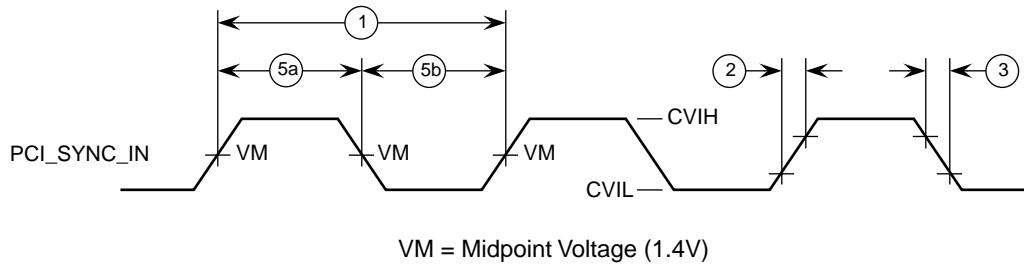 1
5a
5b
2
3
CVIH
PCI_SYNC_IN
VM
VM
VM
CVIL
VM = Midpoint Voltage (1.4V)